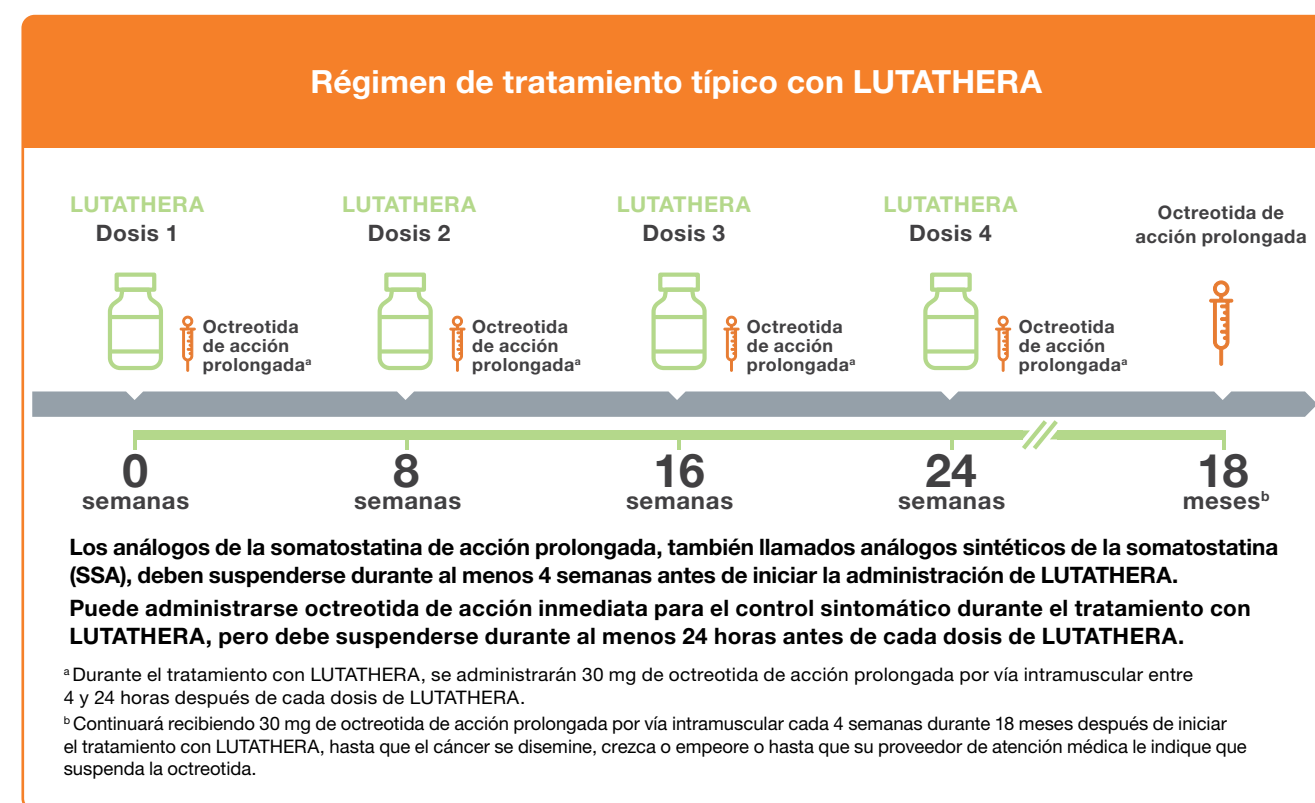 Régimen de tratamiento típico con LUTATHERA
LUTATHERA
Dosis 1
LUTATHERA
Dosis 2
LUTATHERA
Dosis 3
LUTATHERA
Dosis 4
Octreotida de
acción prolongada
Octreotida
de acción
prolongadaᵃ
Octreotida
de acción
prolongadaᵃ
Octreotida
de acción
prolongadaᵃ
Octreotida
de acción
prolongadaᵃ
0
semanas
8
semanas
16
semanas
24
semanas
18
mesesᵇ
Los análogos de la somatostatina de acción prolongada, también llamados análogos sintéticos de la somatostatina
(SSA), deben suspenderse durante al menos 4 semanas antes de iniciar la administración de LUTATHERA.
Puede administrarse octreotida de acción inmediata para el control sintomático durante el tratamiento con
LUTATHERA, pero debe suspenderse durante al menos 24 horas antes de cada dosis de LUTATHERA.
ᵃ Durante el tratamiento con LUTATHERA, se administrarán 30 mg de octreotida de acción prolongada por vía intramuscular entre
4 y 24 horas después de cada dosis de LUTATHERA.
ᵇ Continuará recibiendo 30 mg de octreotida de acción prolongada por vía intramuscular cada 4 semanas durante 18 meses después de iniciar
el tratamiento con LUTATHERA, hasta que el cáncer se disemine, crezca o empeore o hasta que su proveedor de atención médica le indique que
suspenda la octreotida.